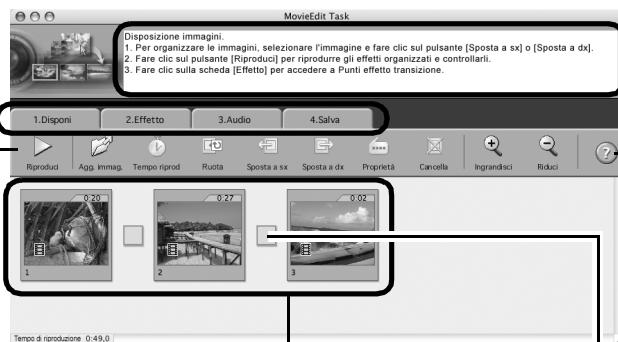 MovieEdit Task
Disposizione immagini.
1. Per organizzare le immagini, selezionare l'immagine e fare clic sul pulsante [Sposta a sx] o [Sposta a dx].
2. Fare clic sul pulsante [Riproduci] per riprodurre gli effetti organizzati e controllarli.
3. Fare clic sulla scheda [Effetto] per accedere a Punti effetto transizione.
1.Disponi 2.Effetto 3.Audio 4.Salva
Riproduci Agg. immag. Tempo riprod Ruota Sposta a sx Sposta a dx Proprietà Cancella Ingrandisci Riduci ?
0:20 0:27 0:02
1 2 3
Tempo di riproduzione 0:49,0